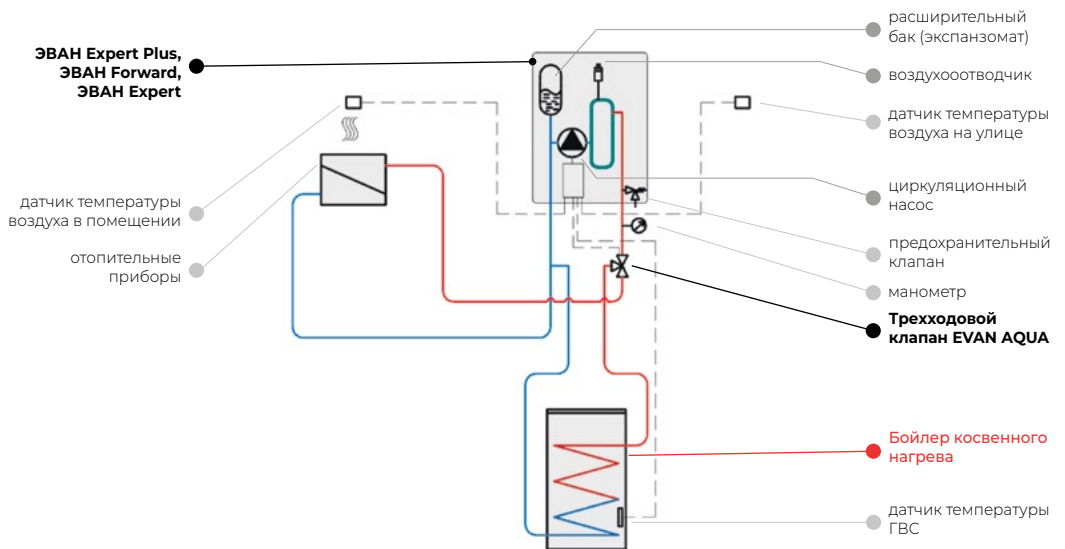 ЭВАН Expert Plus,
ЭВАН Forward,
ЭВАН Expert
датчик температуры
воздуха в помещении
отопительные
приборы
расширительный
бак (экспанзомат)
воздухооотводчик
датчик температуры
воздуха на улице
циркуляционный
насос
предохранительный
клапан
манометр
Трехходовой
клапан EVAN AQUA
Бойлер косвенного
нагрева
датчик температуры
ГВС